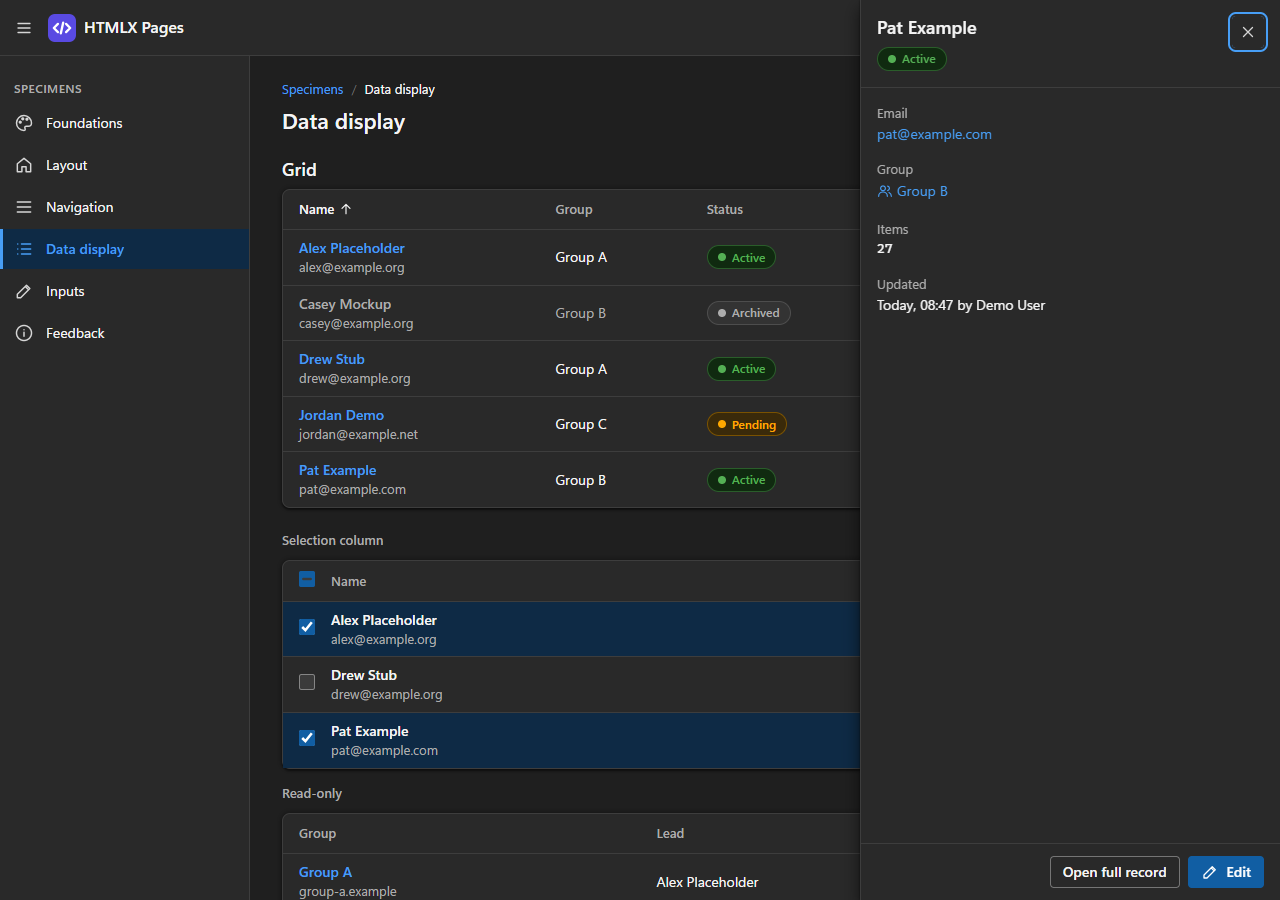 HTMLX Pages
SPECIMENS
Foundations
Layout
Navigation
Data display
Inputs
Feedback
Specimens / Data display
Data display
Grid
Name Group Status
Alex Placeholder
alex@example.org
Group A
Active
Casey Mockup
casey@example.org
Group B
Archived
Drew Stub
drew@example.org
Group A
Active
Jordan Demo
jordan@example.net
Group C
Pending
Pat Example
pat@example.com
Group B
Active
Selection column
Name
Alex Placeholder
alex@example.org
Drew Stub
drew@example.org
Pat Example
pat@example.com
Read-only
Group Lead
Group A
group-a.example
Alex Placeholder
Pat Example
Active
Email
pat@example.com
Group
Group B
Items
27
Updated
Today, 08:47 by Demo User
Open full record
Edit